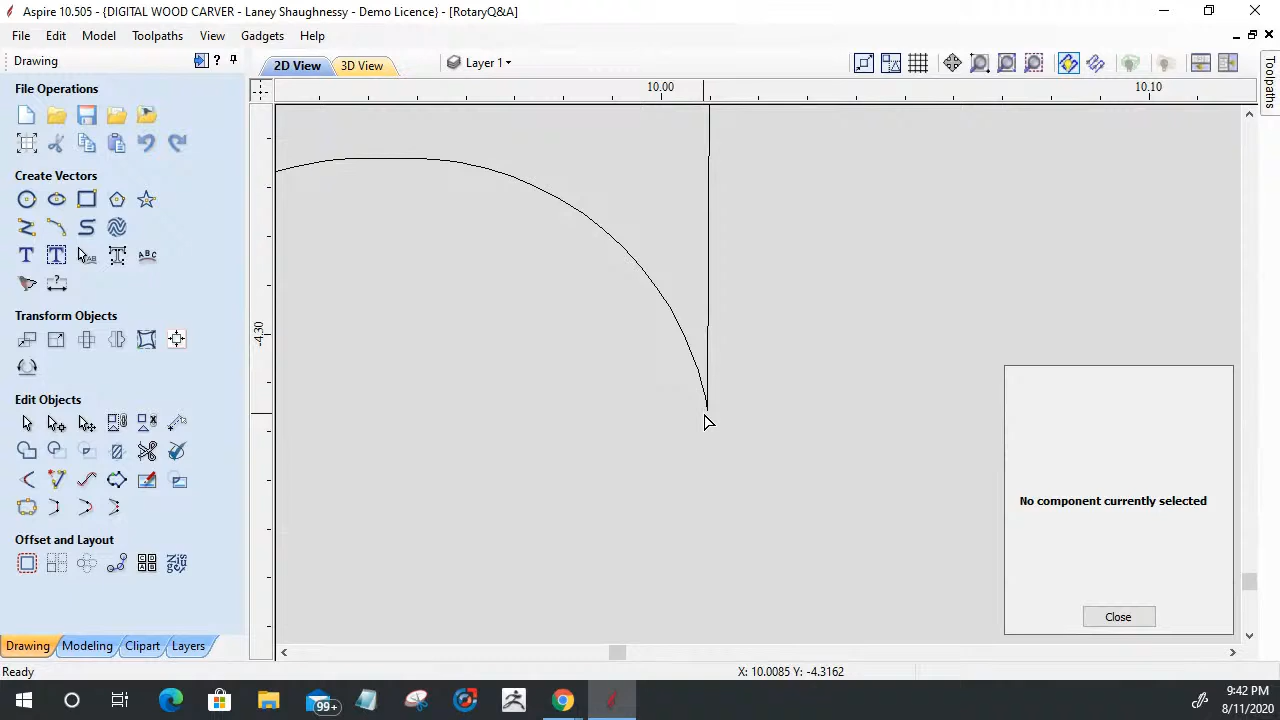 Aspire 10.505 - {DIGITAL WOOD CARVER - Laney Shaughnessy - Demo Licence} - [RotaryQ&A]
File Edit Model Toolpaths View Gadgets Help
Drawing
2D View 3D View Layer 1
File Operations
10.00 10.10
Toolpaths
Create Vectors
Transform Objects
-4.30
Edit Objects
No component currently selected
Offset and Layout
Close
Drawing Modeling Clipart Layers
Ready X: 10.0085 Y: -4.3162
99+
9:42 PM
8/11/2020